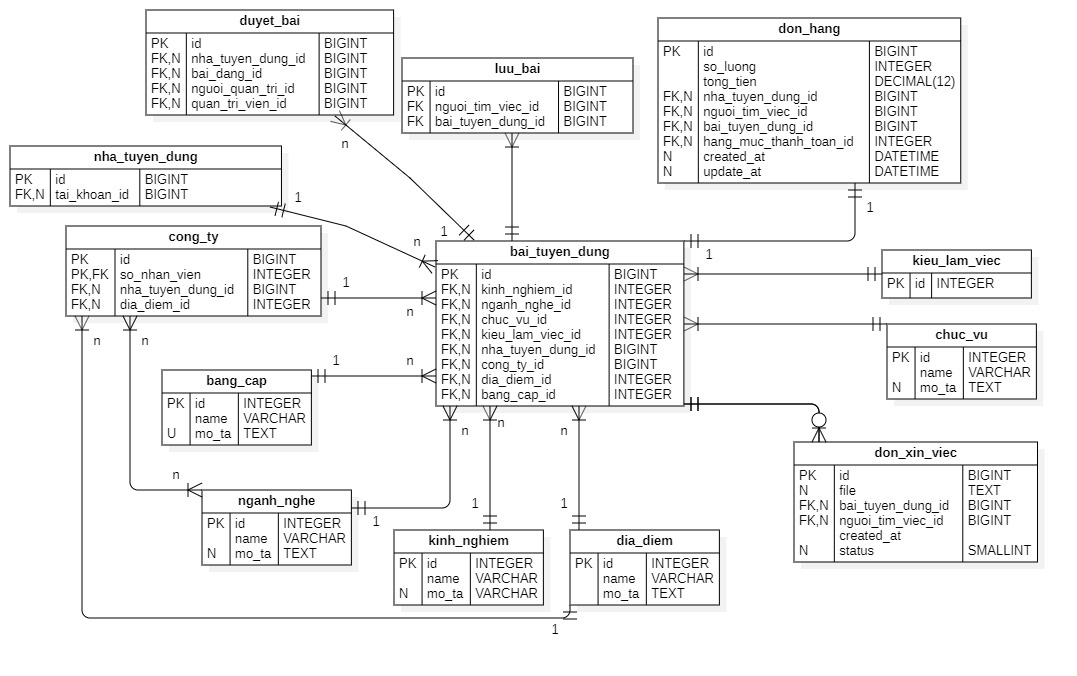 duyet_bai
PK id BIGINT
FK,N nha_tuyen_dung_id BIGINT
FK,N bai_dang_id BIGINT
FK,N nguoi_quan_tri_id BIGINT
FK,N quan_tri_vien_id BIGINT
n
luu_bai
PK id BIGINT
FK nguoi_tim_viec_id BIGINT
FK bai_tuyen_dung_id BIGINT
don_hang
PK id BIGINT
so_luong INTEGER
tong_tien DECIMAL(12)
FK,N nha_tuyen_dung_id BIGINT
FK,N nguoi_tim_viec_id BIGINT
FK,N bai_tuyen_dung_id BIGINT
FK,N hang_muc_thanh_toan_id INTEGER
N created_at DATETIME
N update_at DATETIME
1
1
nha_tuyen_dung
PK id BIGINT
FK,N tai_khoan_id BIGINT
1
n
1
cong_ty
PK id BIGINT
PK,FK so_nhan_vien INTEGER
FK,N nha_tuyen_dung_id BIGINT
FK,N dia_diem_id INTEGER
1
n
n
n
bai_tuyen_dung
PK id BIGINT
FK,N kinh_nghiem_id INTEGER
FK,N nganh_nghe_id INTEGER
FK,N chuc_vu_id INTEGER
FK,N kieu_lam_viec_id INTEGER
FK,N nha_tuyen_dung_id BIGINT
FK,N cong_ty_id BIGINT
FK,N dia_diem_id INTEGER
FK,N bang_cap_id INTEGER
kieu_lam_viec
PK id INTEGER
chuc_vu
PK id INTEGER
name VARCHAR
N mo_ta TEXT
1
n
bang_cap
PK id INTEGER
name VARCHAR
U mo_ta TEXT
n
n
n
don_xin_viec
PK id BIGINT
N file TEXT
FK,N bai_tuyen_dung_id BIGINT
FK,N nguoi_tim_viec_id BIGINT
created_at
N status SMALLINT
n
nganh_nghe
PK id INTEGER
name VARCHAR
N mo_ta TEXT
1
1
1
kinh_nghiem
PK id INTEGER
name VARCHAR
N mo_ta VARCHAR
dia_diem
PK id INTEGER
name VARCHAR
mo_ta TEXT
1